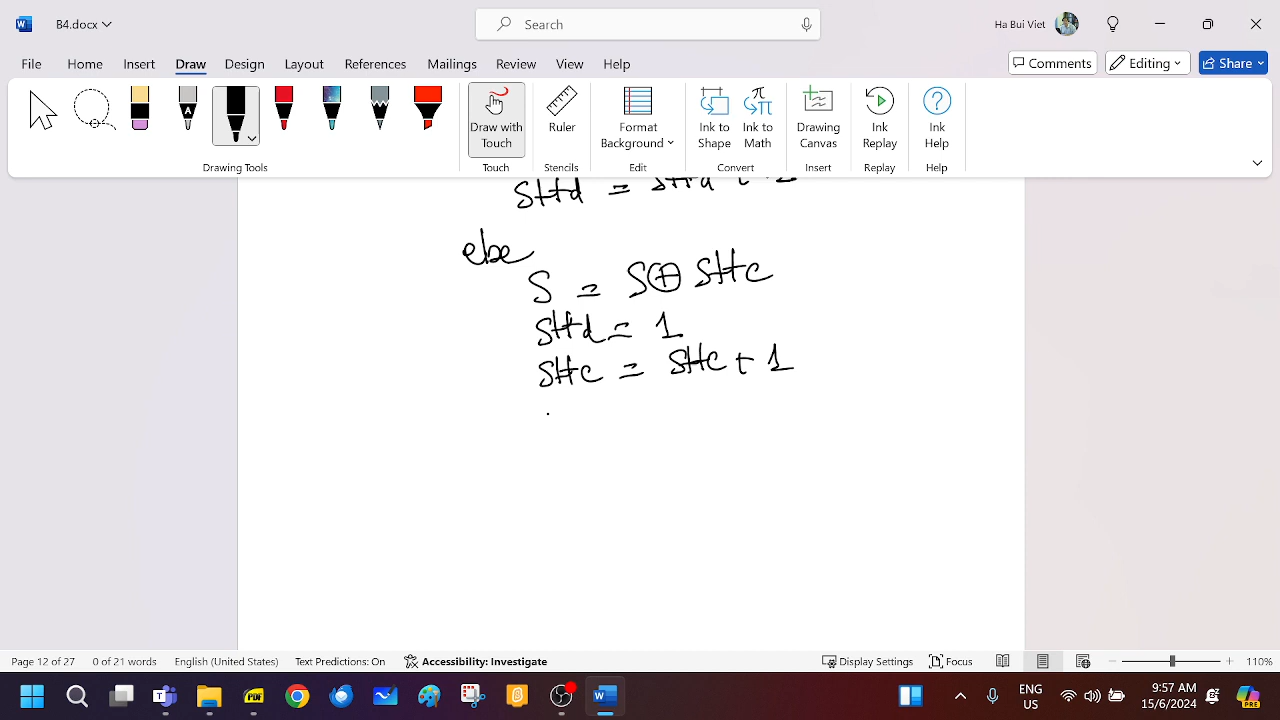 B4.docx
Search
Ha Bui Viet
File Home Insert Draw Design Layout References Mailings Review View Help
Comments Editing Share
A
Draw with Touch
Ruler
Format Background
Ink to Shape
Ink to Math
Drawing Canvas
Ink Replay
Ink Help
Drawing Tools Touch Stencils Edit Convert Insert Replay Help
SHd =
else
S = S⊕SHC
SHd = 1
SHC = SHC + 1
Page 12 of 27 0 of 21 words English (United States) Text Predictions: On Accessibility: Investigate Display Settings Focus 110%
PDF
ENG
US
9:57 AM
15/6/2024
PRE